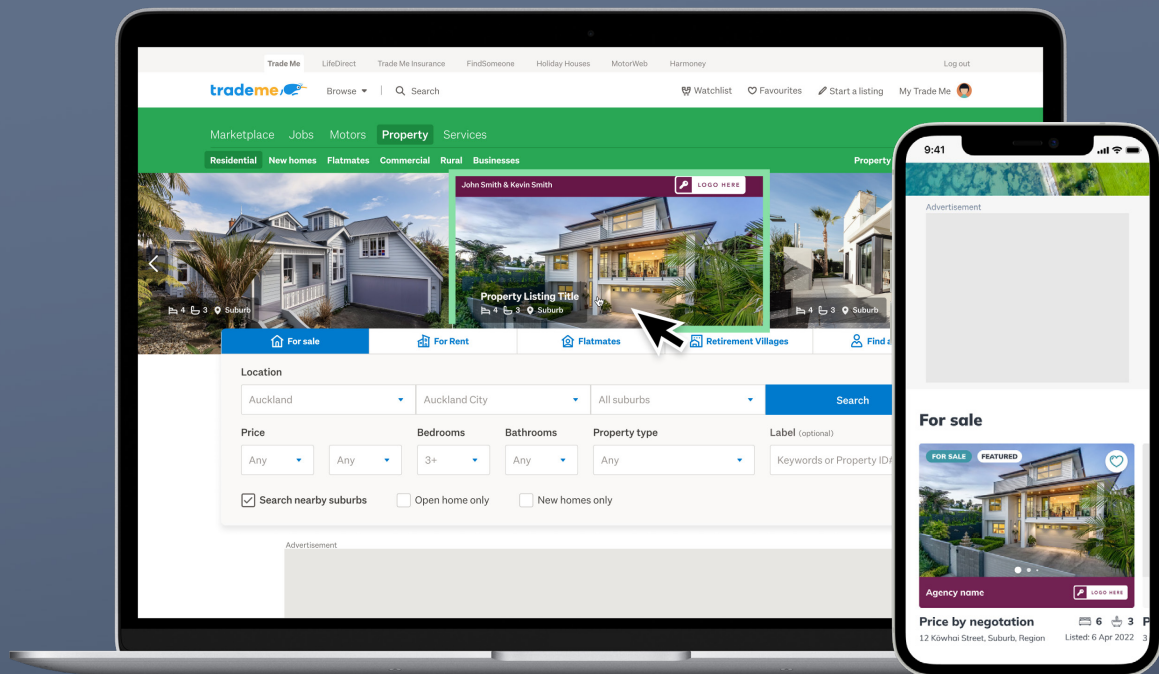 Trade Me LifeDirect Trade Me Insurance FindSomeone Holiday Houses MotorWeb Harmoney Log out
trademe Browse Search Watchlist Favourites Start a listing My Trade Me
Marketplace Jobs Motors Property Services
Residential New homes Flatmates Commercial Rural Businesses Property
John Smith & Kevin Smith LOGO HERE
4 3 Suburb
Property Listing Title
4 3 Suburb
4 3 Suburb
For sale For Rent Flatmates Retirement Villages Find a
Location
Auckland Auckland City All suburbs Search
Price Bedrooms Bathrooms Property type Label (optional)
Any Any 3+ Any Any Keywords or Property ID#
Search nearby suburbs Open home only New homes only
Advertisement
9:41
Advertisement
For sale
FOR SALE FEATURED
Agency name LOGO HERE
Price by negotation 6 3 P
12 Kōwhai Street, Suburb, Region Listed: 6 Apr 2022 3